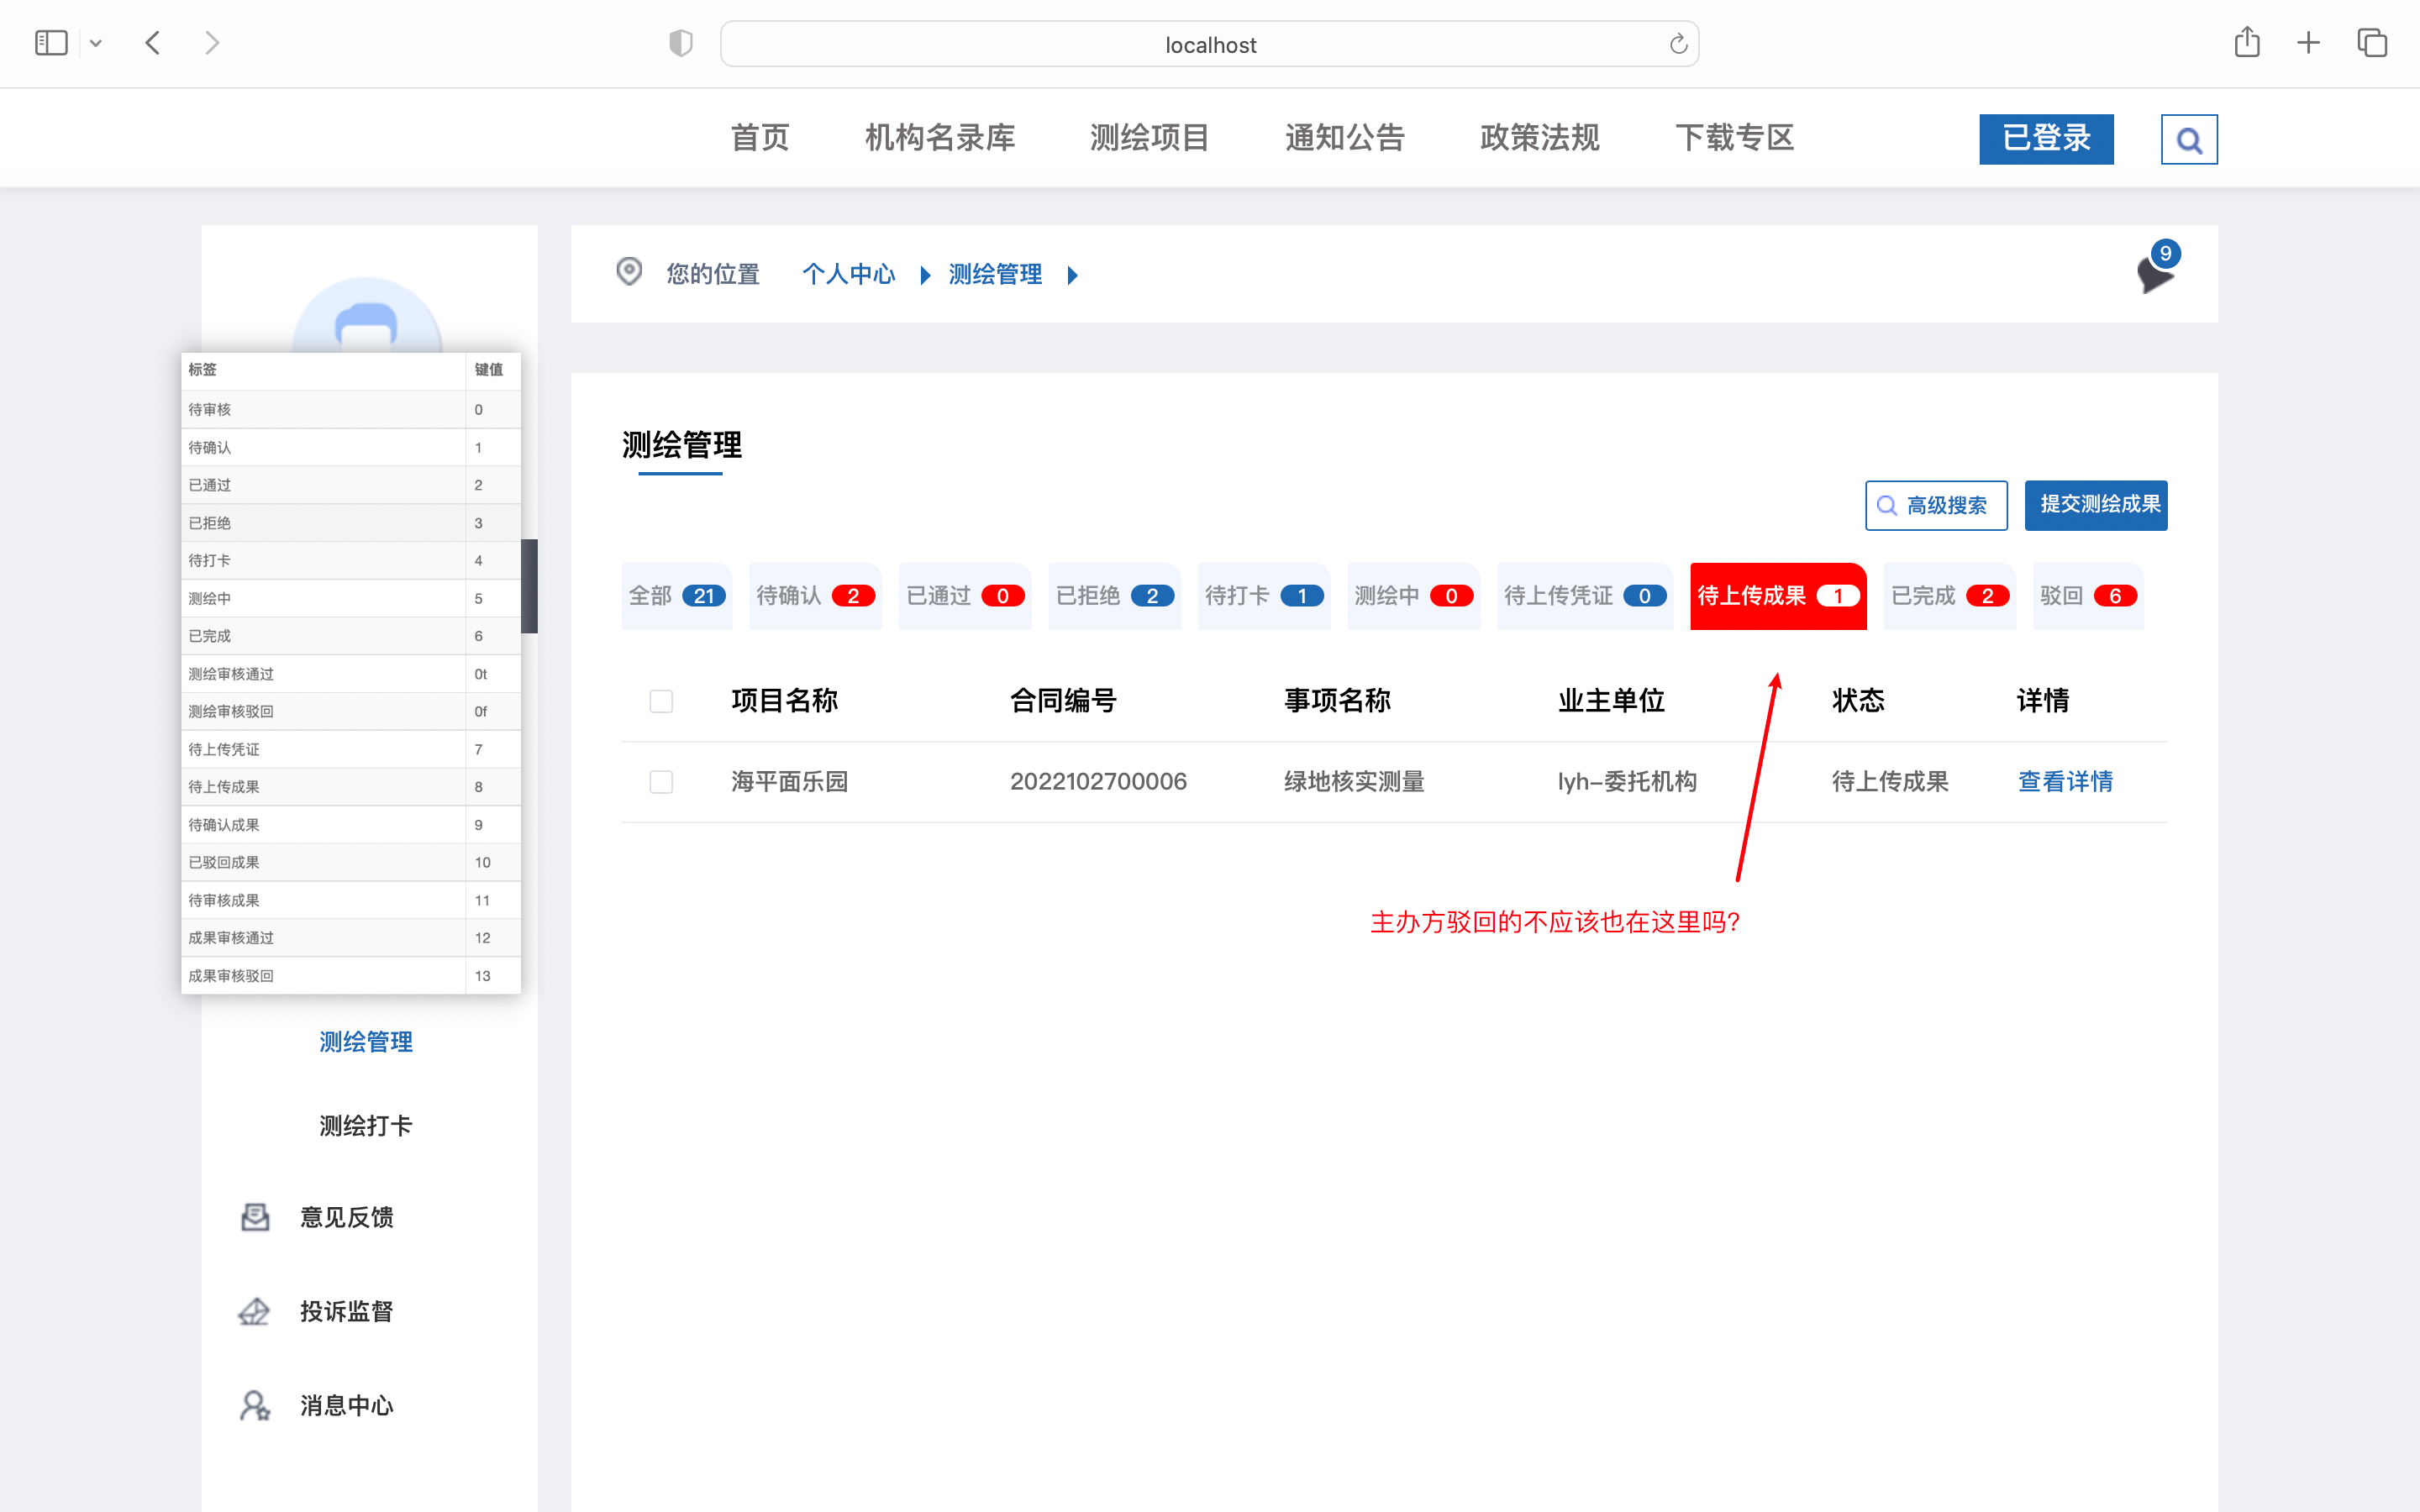 localhost
首页 机构名录库 测绘项目 通知公告 政策法规 下载专区 已登录
您的位置 个人中心 测绘管理
9
标签 键值
待审核 0
待确认 1
已通过 2
已拒绝 3
待打卡 4
测绘中 5
已完成 6
测绘审核通过 0t
测绘审核驳回 0f
待上传凭证 7
待上传成果 8
待确认成果 9
已驳回成果 10
待审核成果 11
成果审核通过 12
成果审核驳回 13
测绘管理
测绘打卡
意见反馈
投诉监督
消息中心
测绘管理
高级搜索 提交测绘成果
全部 21 待确认 2 已通过 0 已拒绝 2 待打卡 1 测绘中 0 待上传凭证 0 待上传成果 1 已完成 2 驳回 6
项目名称 合同编号 事项名称 业主单位 状态 详情
海平面乐园 2022102700006 绿地核实测量 lyh-委托机构 待上传成果 查看详情
主办方驳回的不应该也在这里吗?